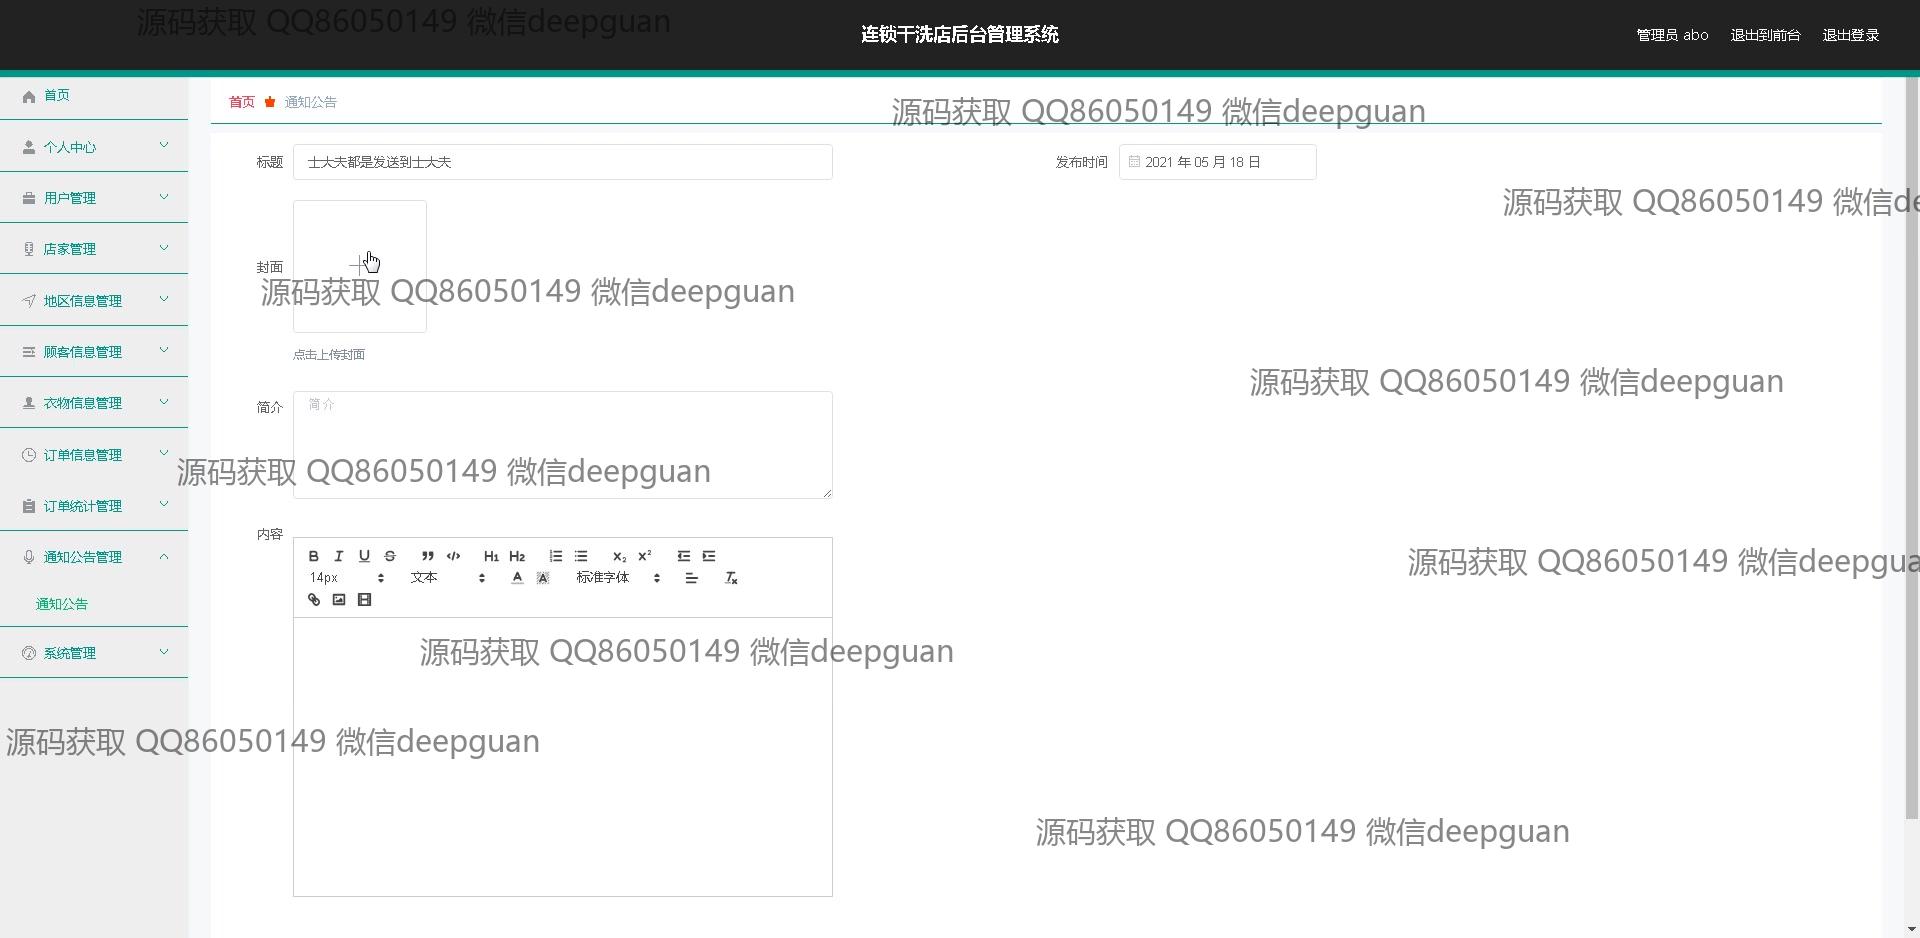 源码获取 QQ86050149 微信deepguan
连锁干洗店后台管理系统
管理员 abo
退出到前台
退出登录
首页
个人中心
用户管理
店家管理
地区信息管理
顾客信息管理
衣物信息管理
订单信息管理
订单统计管理
通知公告管理
通知公告
系统管理
首页 通知公告
源码获取 QQ86050149 微信deepguan
标题 士大夫都是发送到士大夫
发布时间 2021 年 05 月 18 日
源码获取 QQ86050149 微信de
封面
源码获取 QQ86050149 微信deepguan
点击上传封面
源码获取 QQ86050149 微信deepguan
简介 简介
源码获取 QQ86050149 微信deepguan
内容
B I U S H1 H2 X2 X2
14px 文本 A A 标准字体 Tx
源码获取 QQ86050149 微信deepgua
源码获取 QQ86050149 微信deepguan
源码获取 QQ86050149 微信deepguan
源码获取 QQ86050149 微信deepguan